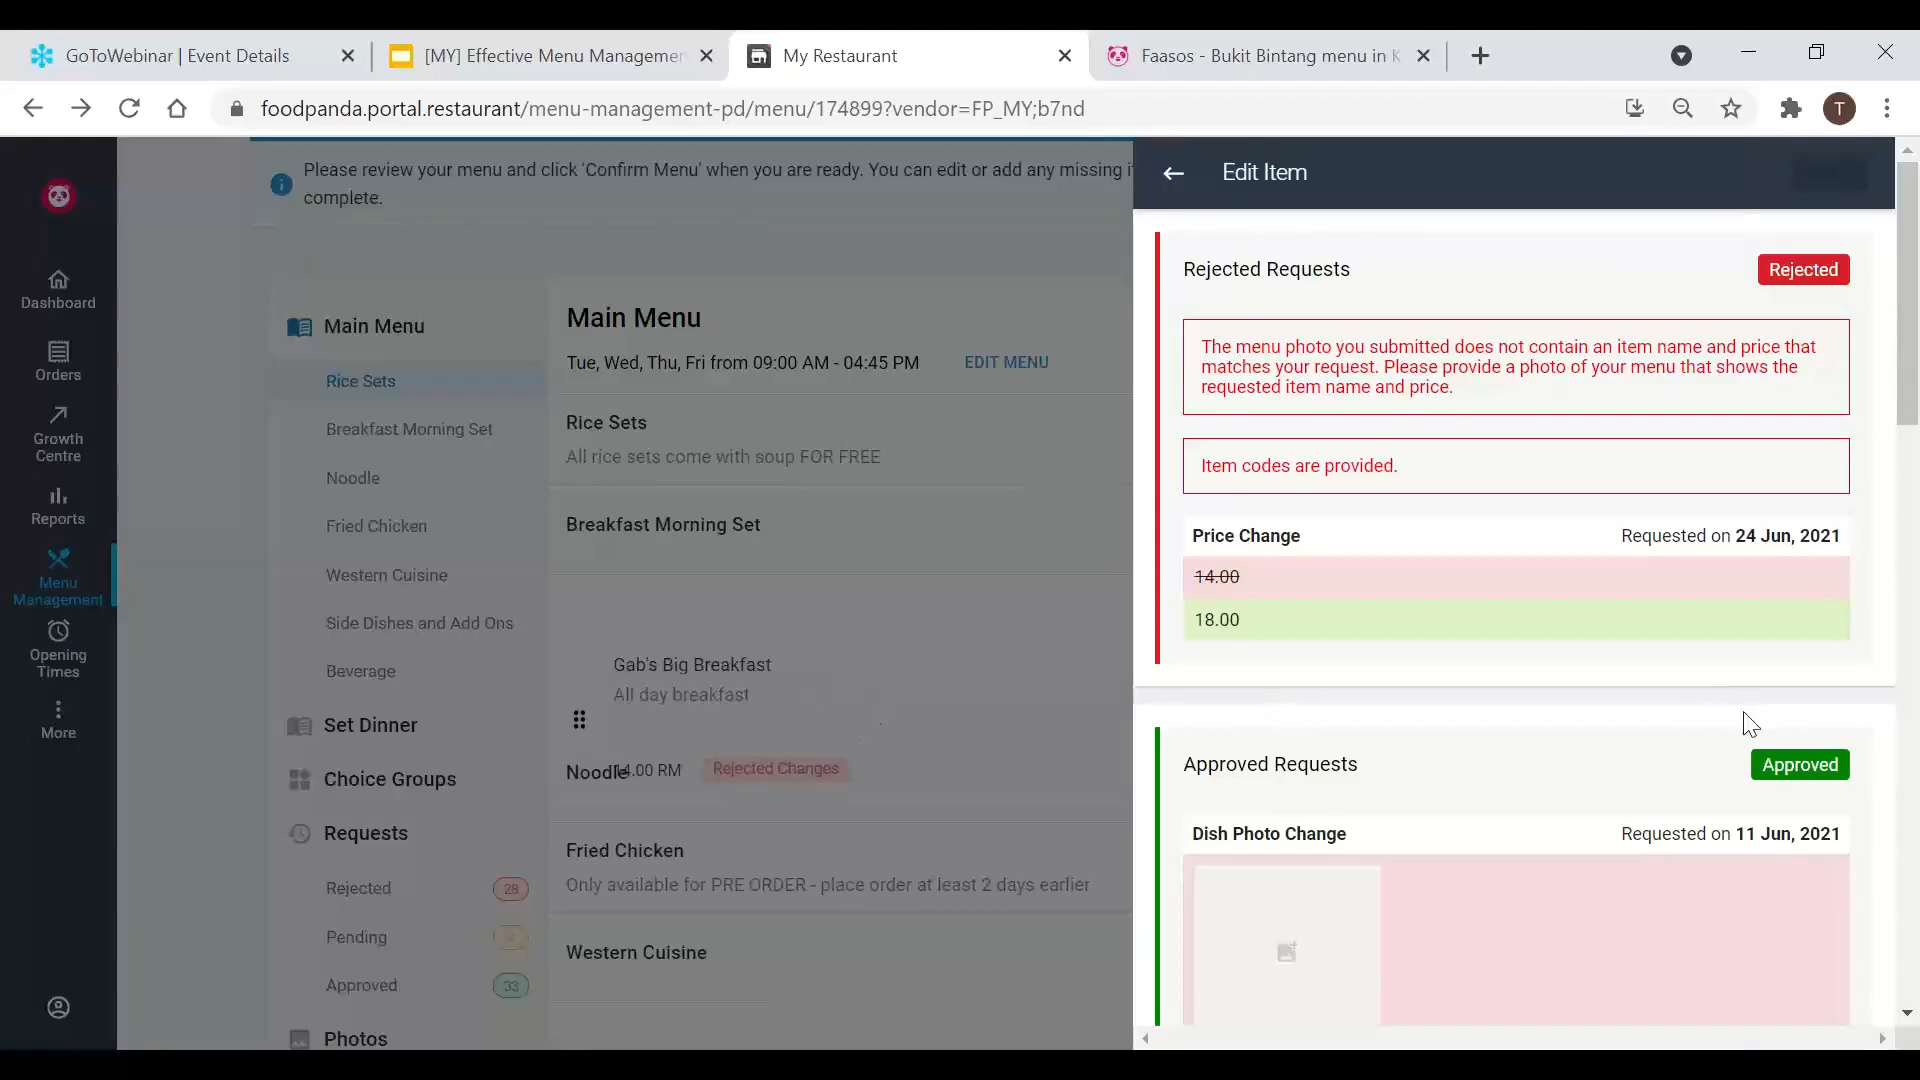 GoToWebinar | Event Details
[MY] Effective Menu Managemen
My Restaurant
Faasos - Bukit Bintang menu in K
foodpanda.portal.restaurant/menu-management-pd/menu/174899?vendor=FP_MY;b7nd
T
Please review your menu and click 'Confirm Menu' when you are ready. You can edit or add any missing i
complete.
Dashboard
Orders
Growth
Centre
Reports
Menu
Management
Opening
Times
More
Main Menu
Rice Sets
Breakfast Morning Set
Noodle
Fried Chicken
Western Cuisine
Side Dishes and Add Ons
Beverage
Set Dinner
Choice Groups
Requests
Rejected 28
Pending
Approved 33
Photos
Main Menu
Tue, Wed, Thu, Fri from 09:00 AM - 04:45 PM EDIT MENU
Rice Sets
All rice sets come with soup FOR FREE
Breakfast Morning Set
Gab's Big Breakfast
All day breakfast
Noodle
14.00 RM Rejected Changes
Fried Chicken
Only available for PRE ORDER - place order at least 2 days earlier
Western Cuisine
Edit Item
Rejected Requests Rejected
The menu photo you submitted does not contain an item name and price that
matches your request. Please provide a photo of your menu that shows the
requested item name and price.
Item codes are provided.
Price Change Requested on 24 Jun, 2021
14.00
18.00
Approved Requests Approved
Dish Photo Change Requested on 11 Jun, 2021